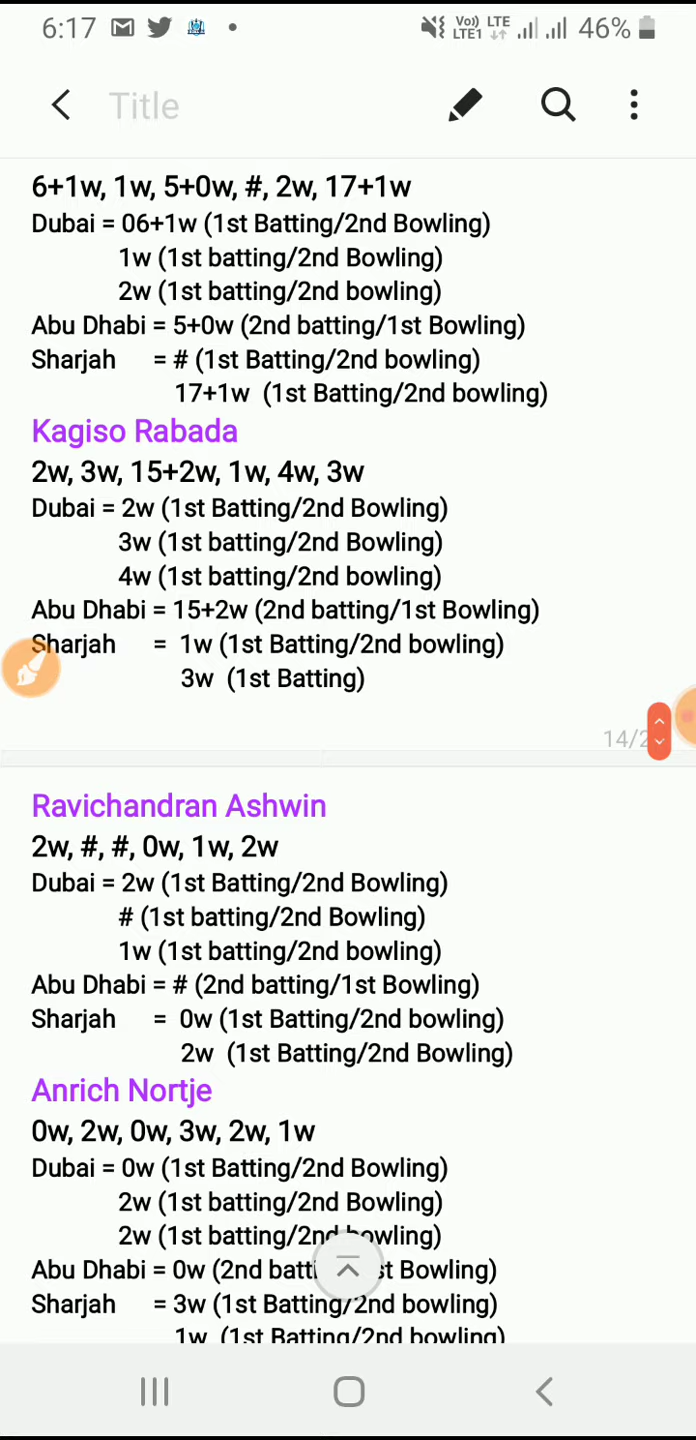 6:17 Vo)) LTE LTE1 46%
Title
6+1w, 1w, 5+0w, #, 2w, 17+1w
Dubai = 06+1w (1st Batting/2nd Bowling)
1w (1st batting/2nd Bowling)
2w (1st batting/2nd bowling)
Abu Dhabi = 5+0w (2nd batting/1st Bowling)
Sharjah = # (1st Batting/2nd bowling)
17+1w (1st Batting/2nd bowling)
Kagiso Rabada
2w, 3w, 15+2w, 1w, 4w, 3w
Dubai = 2w (1st Batting/2nd Bowling)
3w (1st batting/2nd Bowling)
4w (1st batting/2nd bowling)
Abu Dhabi = 15+2w (2nd batting/1st Bowling)
Sharjah = 1w (1st Batting/2nd bowling)
3w (1st Batting)
14/2
Ravichandran Ashwin
2w, #, #, 0w, 1w, 2w
Dubai = 2w (1st Batting/2nd Bowling)
# (1st batting/2nd Bowling)
1w (1st batting/2nd bowling)
Abu Dhabi = # (2nd batting/1st Bowling)
Sharjah = 0w (1st Batting/2nd bowling)
2w (1st Batting/2nd Bowling)
Anrich Nortje
0w, 2w, 0w, 3w, 2w, 1w
Dubai = 0w (1st Batting/2nd Bowling)
2w (1st batting/2nd Bowling)
2w (1st batting/2nd bowling)
Abu Dhabi = 0w (2nd batti st Bowling)
Sharjah = 3w (1st Batting/2nd bowling)
1w (1st Batting/2nd bowling)